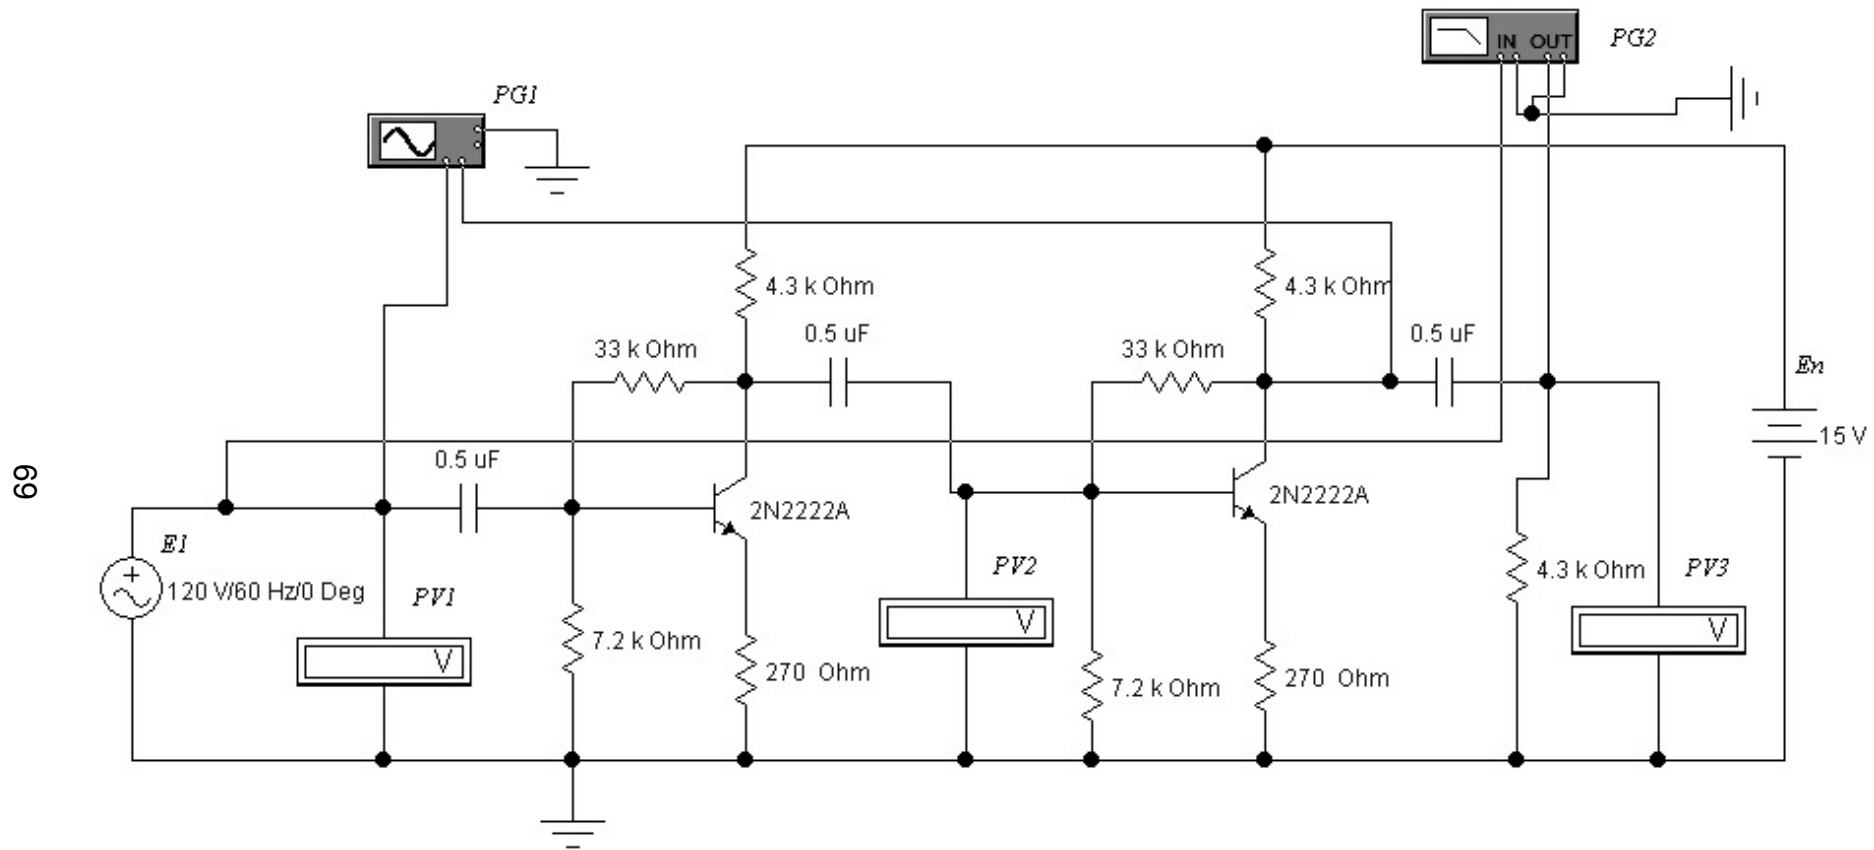 IN OUT
PG2
PG1
4.3 k Ohm
4.3 k Ohm
0.5 uF
0.5 uF
33 k Ohm
33 k Ohm
En
15 V
0.5 uF
69
2N2222A
2N2222A
E1
120 V/60 Hz/0 Deg
PV1
PV2
PV3
4.3 k Ohm
V
V
V
7.2 k Ohm
270 Ohm
7.2 k Ohm
270 Ohm